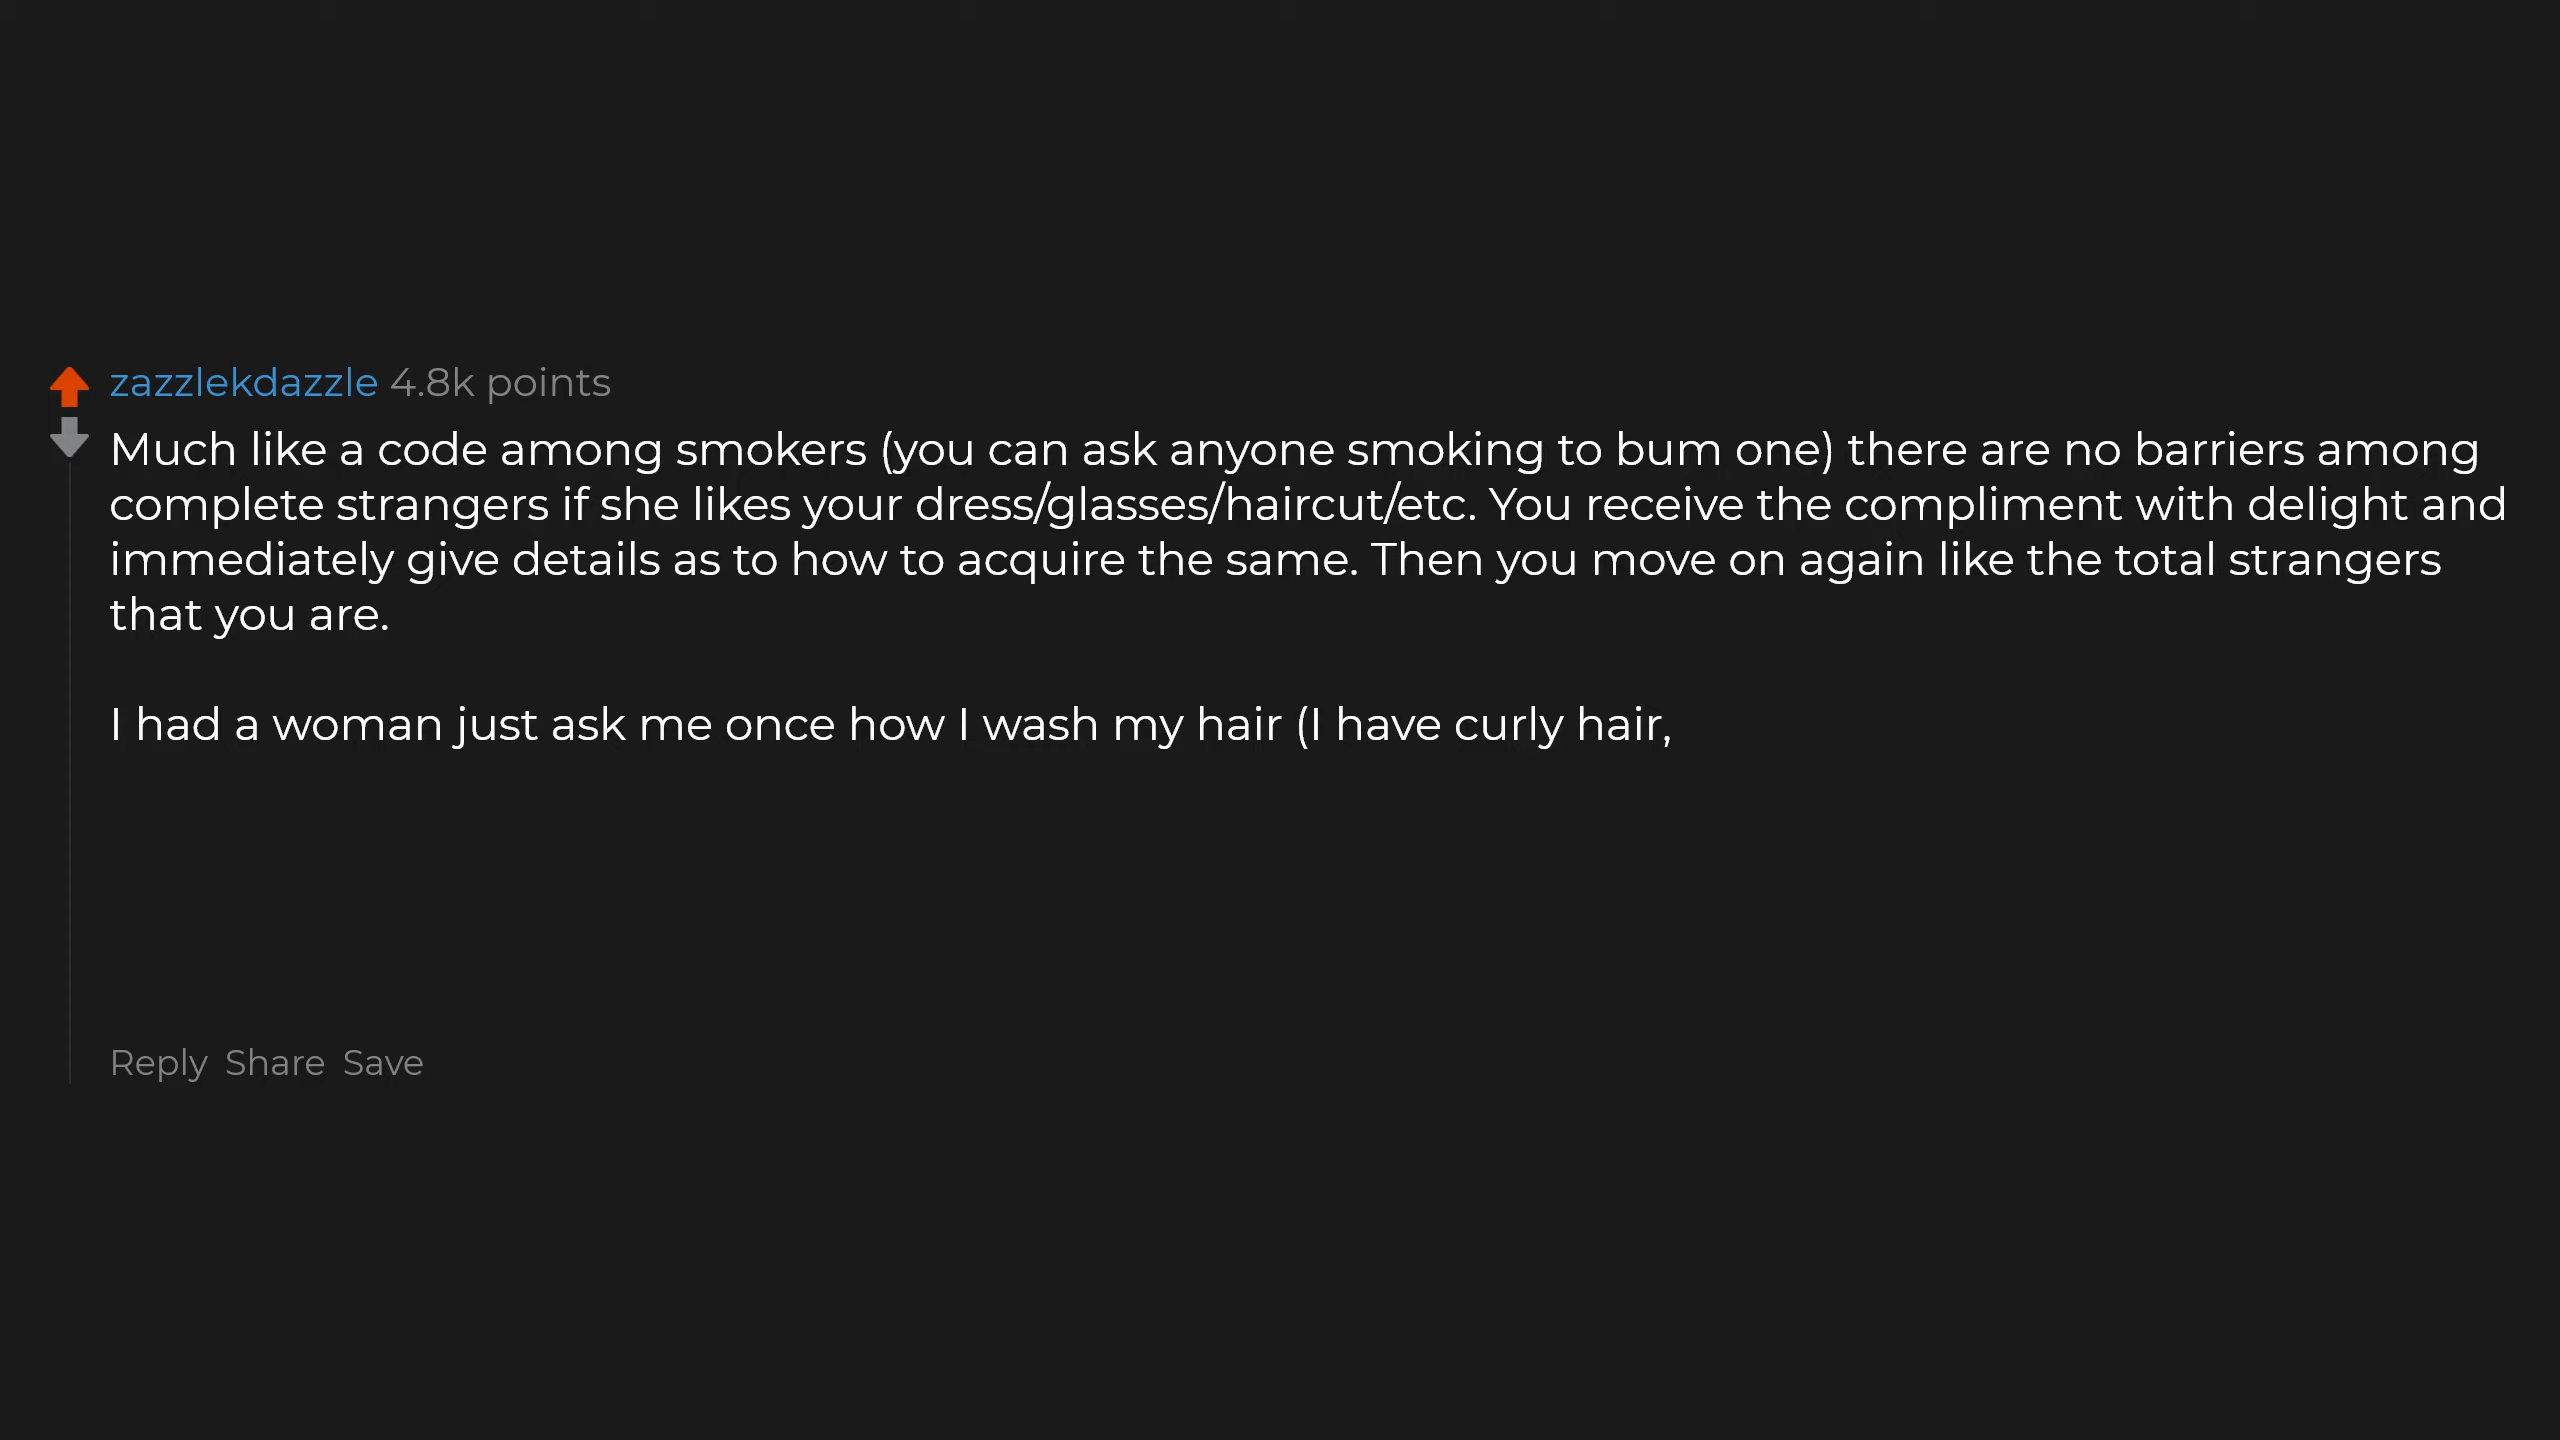 zazzlekdazzle 4.8k points
Much like a code among smokers (you can ask anyone smoking to bum one) there are no barriers among
complete strangers if she likes your dress/glasses/haircut/etc. You receive the compliment with delight and
immediately give details as to how to acquire the same. Then you move on again like the total strangers
that you are.
I had a woman just ask me once how I wash my hair (I have curly hair,
Reply Share Save